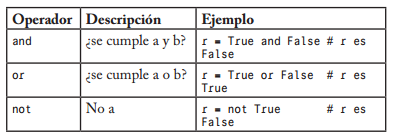 Operador Descripción Ejemplo
and ¿se cumple a y b? r = True and False # r es
False
or ¿se cumple a o b? r = True or False # r es
True
not No a r = not True # r es
False